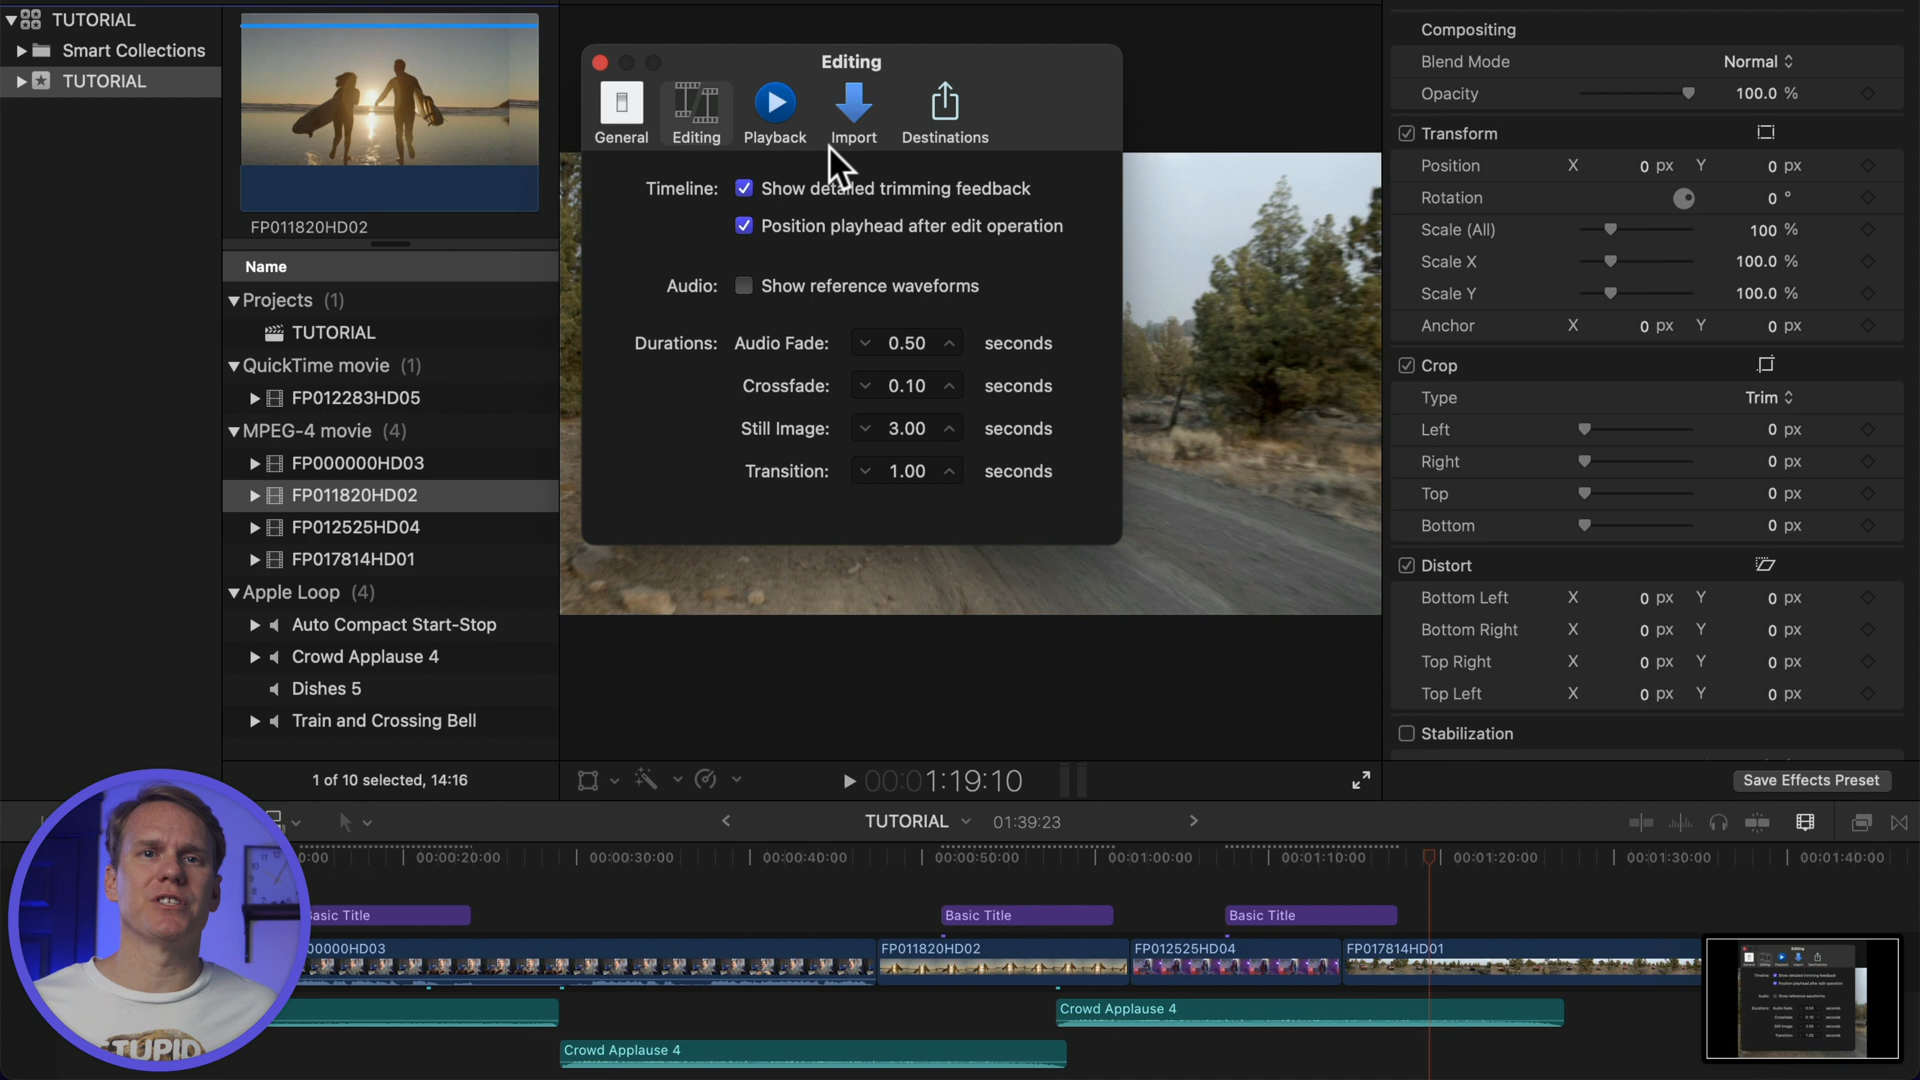 TUTORIAL
Smart Collections
TUTORIAL
FP011820HD02
Name
Projects (1)
TUTORIAL
QuickTime movie (1)
FP012283HD05
MPEG-4 movie (4)
FP000000HD03
FP011820HD02
FP012525HD04
FP017814HD01
Apple Loop (4)
Auto Compact Start-Stop
Crowd Applause 4
Dishes 5
Train and Crossing Bell
1 of 10 selected, 14:16
Editing
General Editing Playback Import Destinations
Timeline: Show detailed trimming feedback
Position playhead after edit operation
Audio: Show reference waveforms
Durations: Audio Fade: 0.50 seconds
Crossfade: 0.10 seconds
Still Image: 3.00 seconds
Transition: 1.00 seconds
00:01:19:10
Compositing
Blend Mode Normal
Opacity 100.0 %
Transform
Position X 0 px Y 0 px
Rotation 0 °
Scale (All) 100 %
Scale X 100.0 %
Scale Y 100.0 %
Anchor X 0 px Y 0 px
Crop
Type Trim
Left 0 px
Right 0 px
Top 0 px
Bottom 0 px
Distort
Bottom Left X 0 px Y 0 px
Bottom Right X 0 px Y 0 px
Top Right X 0 px Y 0 px
Top Left X 0 px Y 0 px
Stabilization
Save Effects Preset
TUTORIAL 01:39:23
0:00 00:00:20:00 00:00:30:00 00:00:40:00 00:00:50:00 00:01:00:00 00:01:10:00 00:01:20:00 00:01:30:00 00:01:40:00
asic Title Basic Title Basic Title
00000HD03 FP011820HD02 FP012525HD04 FP017814HD01
Crowd Applause 4
Crowd Applause 4
STUPID